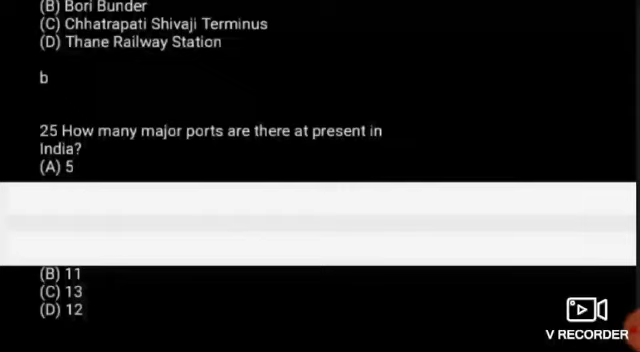 (B) Bori Bunder
(C) Chhatrapati Shivaji Terminus
(D) Thane Railway Station
b
25 How many major ports are there at present in
India?
(A) 5
(B) 11
(C) 13
(D) 12
V RECORDER